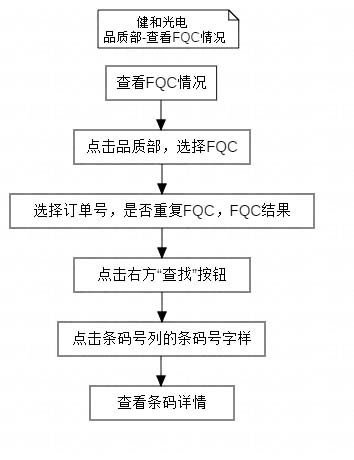 健和光电
品质部-查看FQC情况
查看FQC情况
点击品质部，选择FQC
选择订单号，是否重复FQC，FQC结果
点击右方“查找”按钮
点击条码号列的条码号字样
查看条码详情